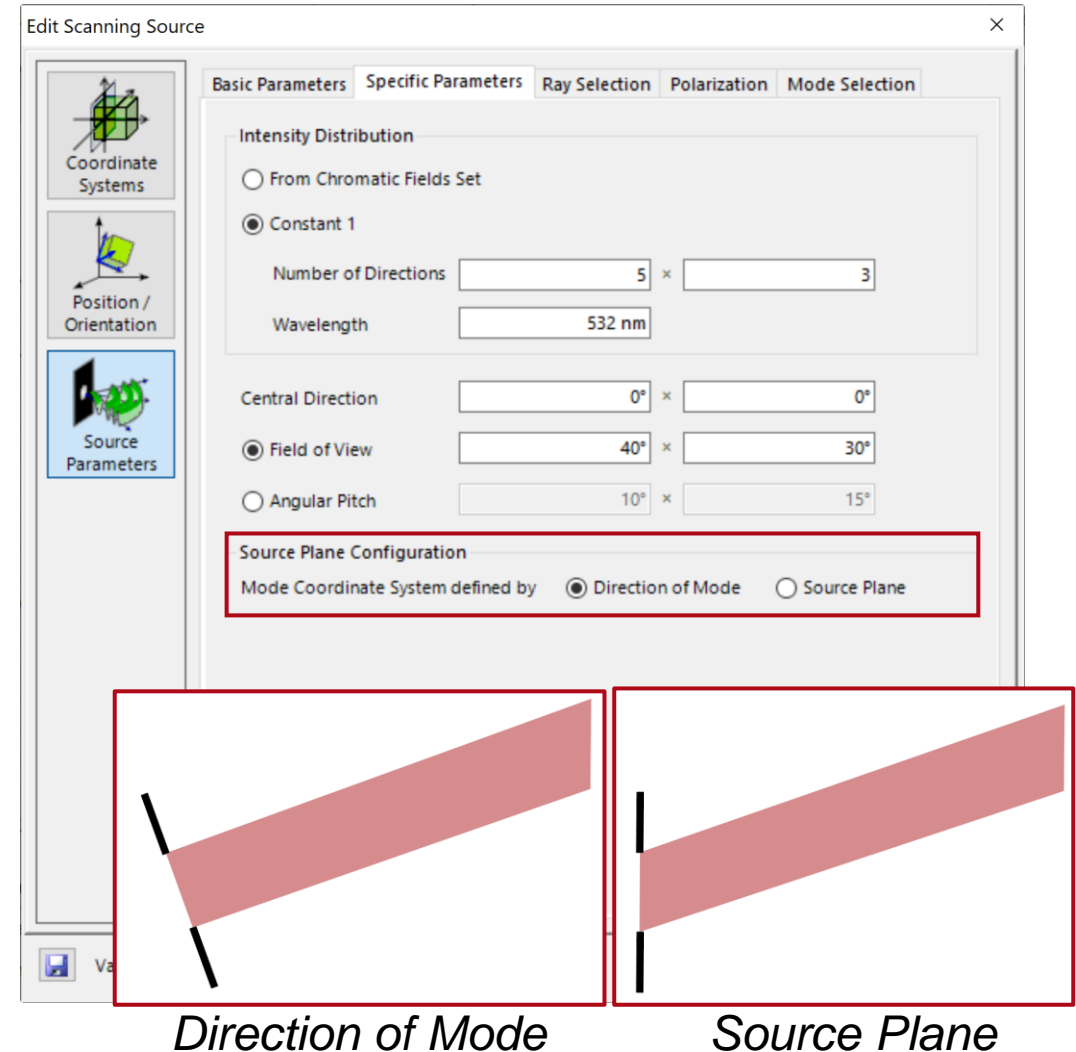 Edit Scanning Source
Coordinate
Systems
Position /
Orientation
Source
Parameters
Basic Parameters Specific Parameters Ray Selection Polarization Mode Selection
Intensity Distribution
From Chromatic Fields Set
Constant 1
Number of Directions 5 × 3
Wavelength 532 nm
Central Direction 0° × 0°
Field of View 40° × 30°
Angular Pitch 10° × 15°
Source Plane Configuration
Mode Coordinate System defined by Direction of Mode Source Plane
Direction of Mode Source Plane